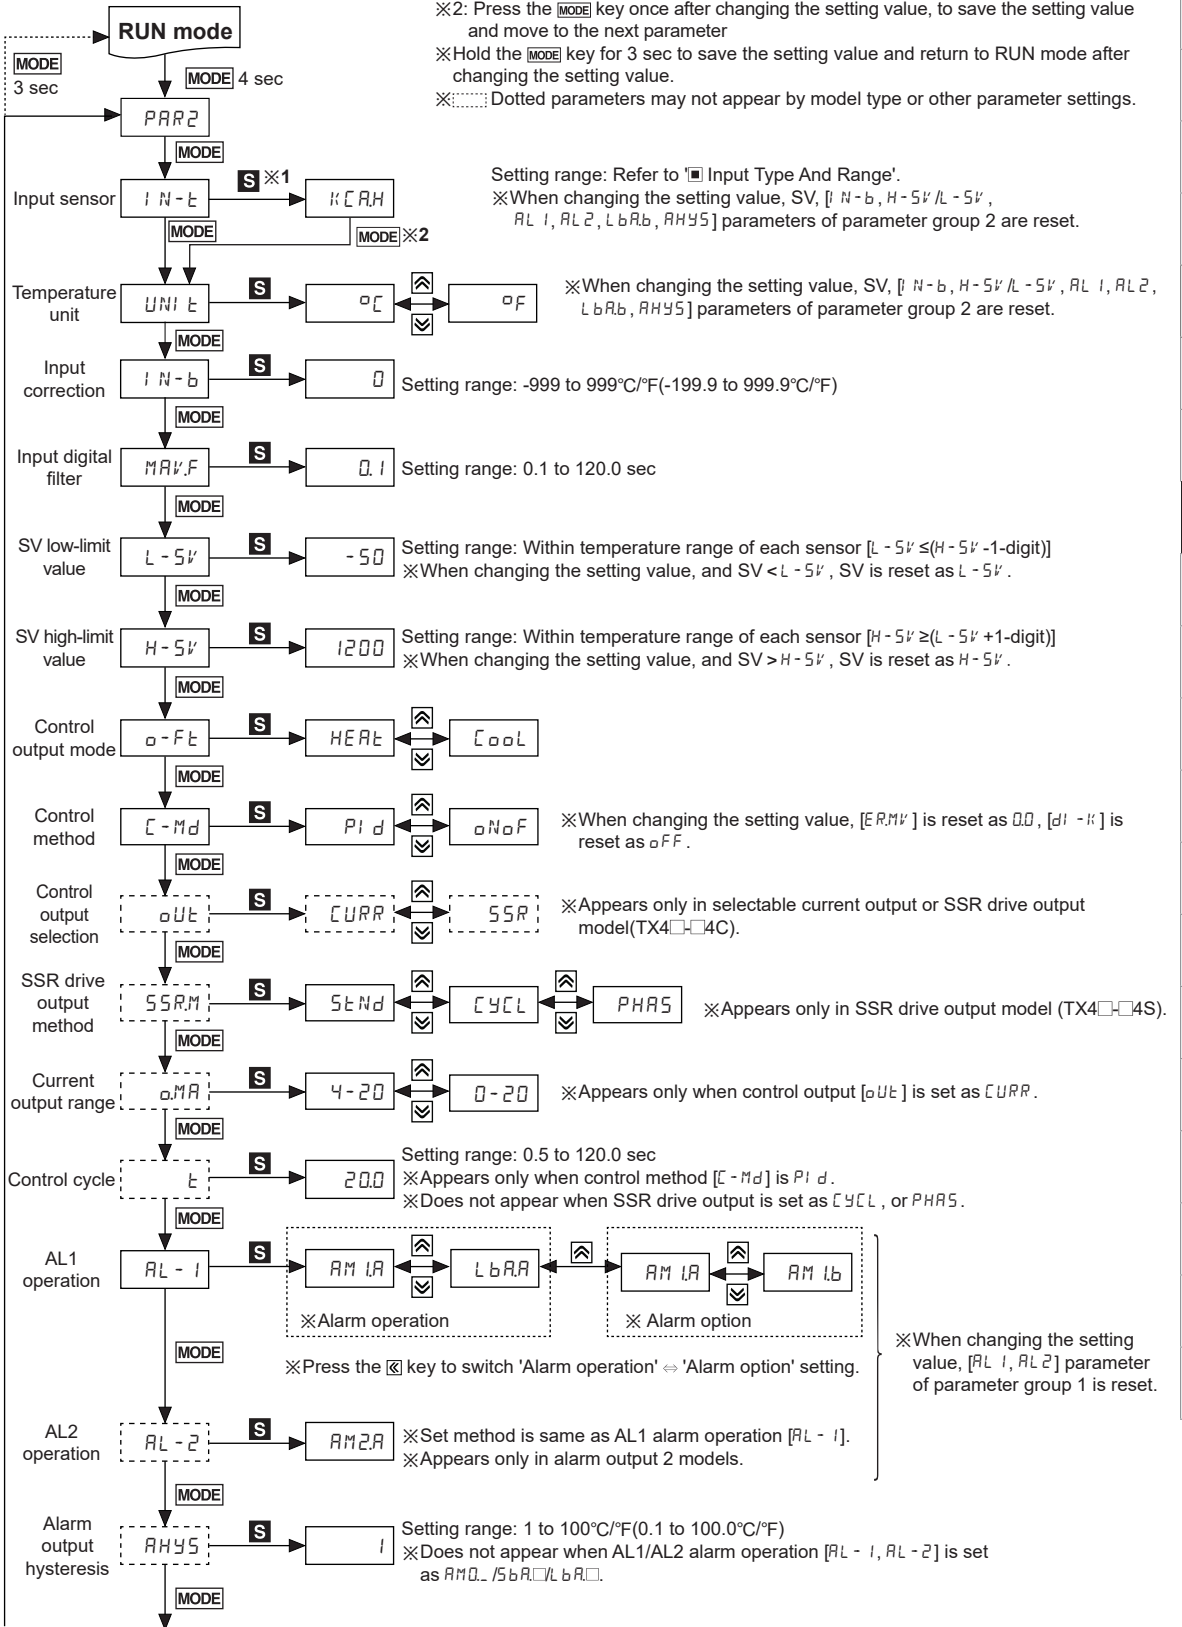 ※2: Press the MODE key once after changing the setting value, to save the setting value
and move to the next parameter
※Hold the MODE key for 3 sec to save the setting value and return to RUN mode after
changing the setting value.
※ Dotted parameters may not appear by model type or other parameter settings.
RUN mode
MODE
3 sec
MODE 4 sec
PAR2
MODE
Input sensor
IN-t
S ※1
KCA.H
Setting range: Refer to '▣ Input Type And Range'.
※When changing the setting value, SV, [IN-b, H-SV/L-SV,
AL1, AL2, LbA.b, AHYS] parameters of parameter group 2 are reset.
MODE
MODE ※2
Temperature
unit
UNIt
S
°C
°F
※When changing the setting value, SV, [IN-b, H-SV/L-SV, AL1, AL2,
LbA.b, AHYS] parameters of parameter group 2 are reset.
MODE
Input
correction
IN-b
S
0
Setting range: -999 to 999℃/℉(-199.9 to 999.9℃/℉)
MODE
Input digital
filter
MAV.F
S
0.1
Setting range: 0.1 to 120.0 sec
MODE
SV low-limit
value
L-SV
S
-50
Setting range: Within temperature range of each sensor [L-SV ≤(H-SV -1-digit)]
※When changing the setting value, and SV < L-SV, SV is reset as L-SV.
MODE
SV high-limit
value
H-SV
S
1200
Setting range: Within temperature range of each sensor [H-SV ≥(L-SV +1-digit)]
※When changing the setting value, and SV > H-SV, SV is reset as H-SV.
MODE
Control
output mode
o-Ft
S
HEAt
CooL
MODE
Control
method
C-Md
S
PId
oNoF
※When changing the setting value, [ER.MV] is reset as 0.0, [dI-K] is
reset as oFF.
MODE
Control
output
selection
oUt
S
CURR
SSR
※Appears only in selectable current output or SSR drive output
model(TX4□-□4C).
MODE
SSR drive
output
method
SSR.M
S
StNd
CYCL
PHAS
※Appears only in SSR drive output model (TX4□-□4S).
MODE
Current
output range
o.MA
S
4-20
0-20
※Appears only when control output [oUt] is set as CURR.
MODE
Control cycle
t
S
20.0
Setting range: 0.5 to 120.0 sec
※Appears only when control method [C-Md] is PId.
※Does not appear when SSR drive output is set as CYCL, or PHAS.
MODE
AL1
operation
AL-1
S
AM1.A
LbA.A
※Alarm operation
AM1.A
AM1.b
※ Alarm option
※Press the ≪ key to switch 'Alarm operation' ⇔ 'Alarm option' setting.
※When changing the setting
value, [AL1, AL2] parameter
of parameter group 1 is reset.
MODE
AL2
operation
AL-2
S
AM2.A
※Set method is same as AL1 alarm operation [AL-1].
※Appears only in alarm output 2 models.
MODE
Alarm
output
hysteresis
AHYS
S
1
Setting range: 1 to 100℃/℉(0.1 to 100.0℃/℉)
※Does not appear when AL1/AL2 alarm operation [AL-1, AL-2] is set
as AM0._ /SbA.□/LbA.□.
MODE